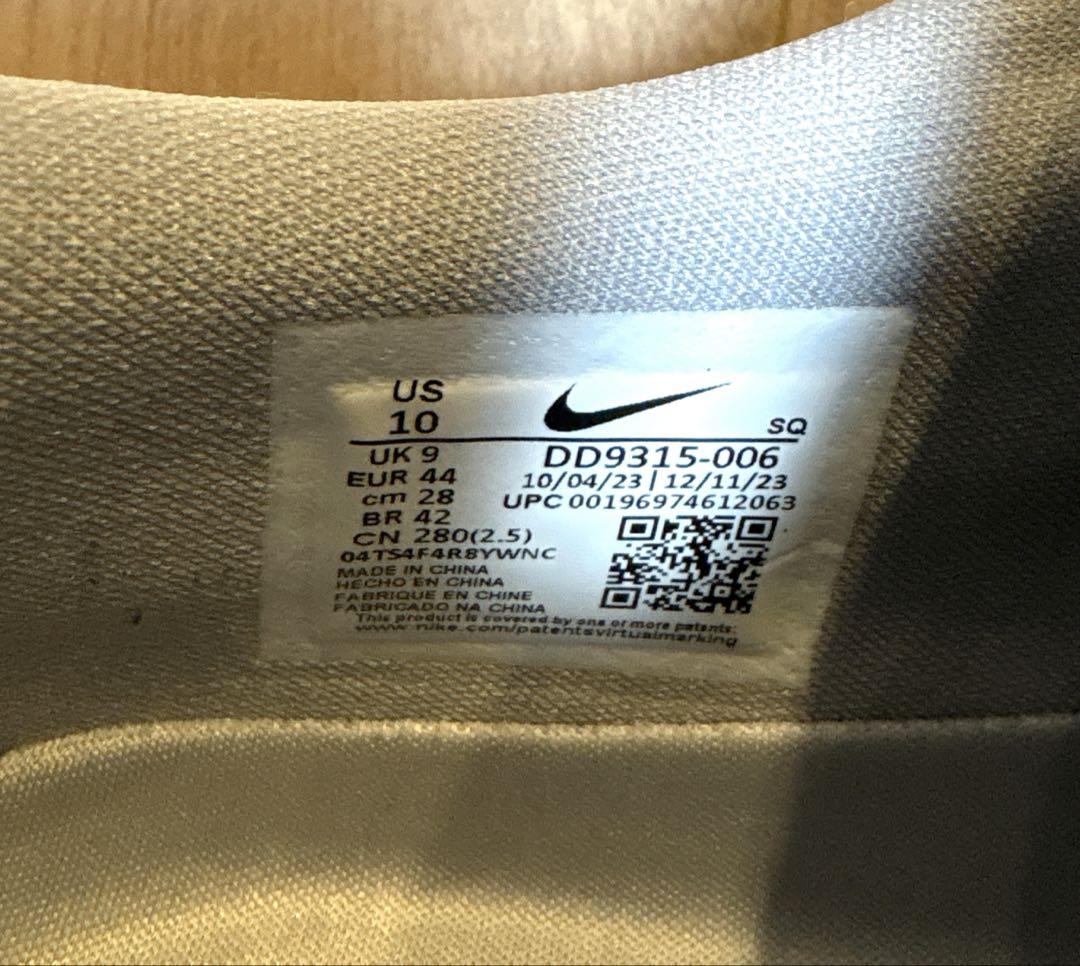 US
10
SQ
UK 9
EUR 44
cm 28
BR 42
CN 280(2.5)
04TS4F4R8YWNC
MADE IN CHINA
HECHO EN CHINA
FABRIQUE EN CHINE
FABRICADO NA CHINA
DD9315-006
10/04/23 | 12/11/23
UPC 00196974612063
This product is covered by one or more patents:
www.nike.com/patentsvirtualmarking